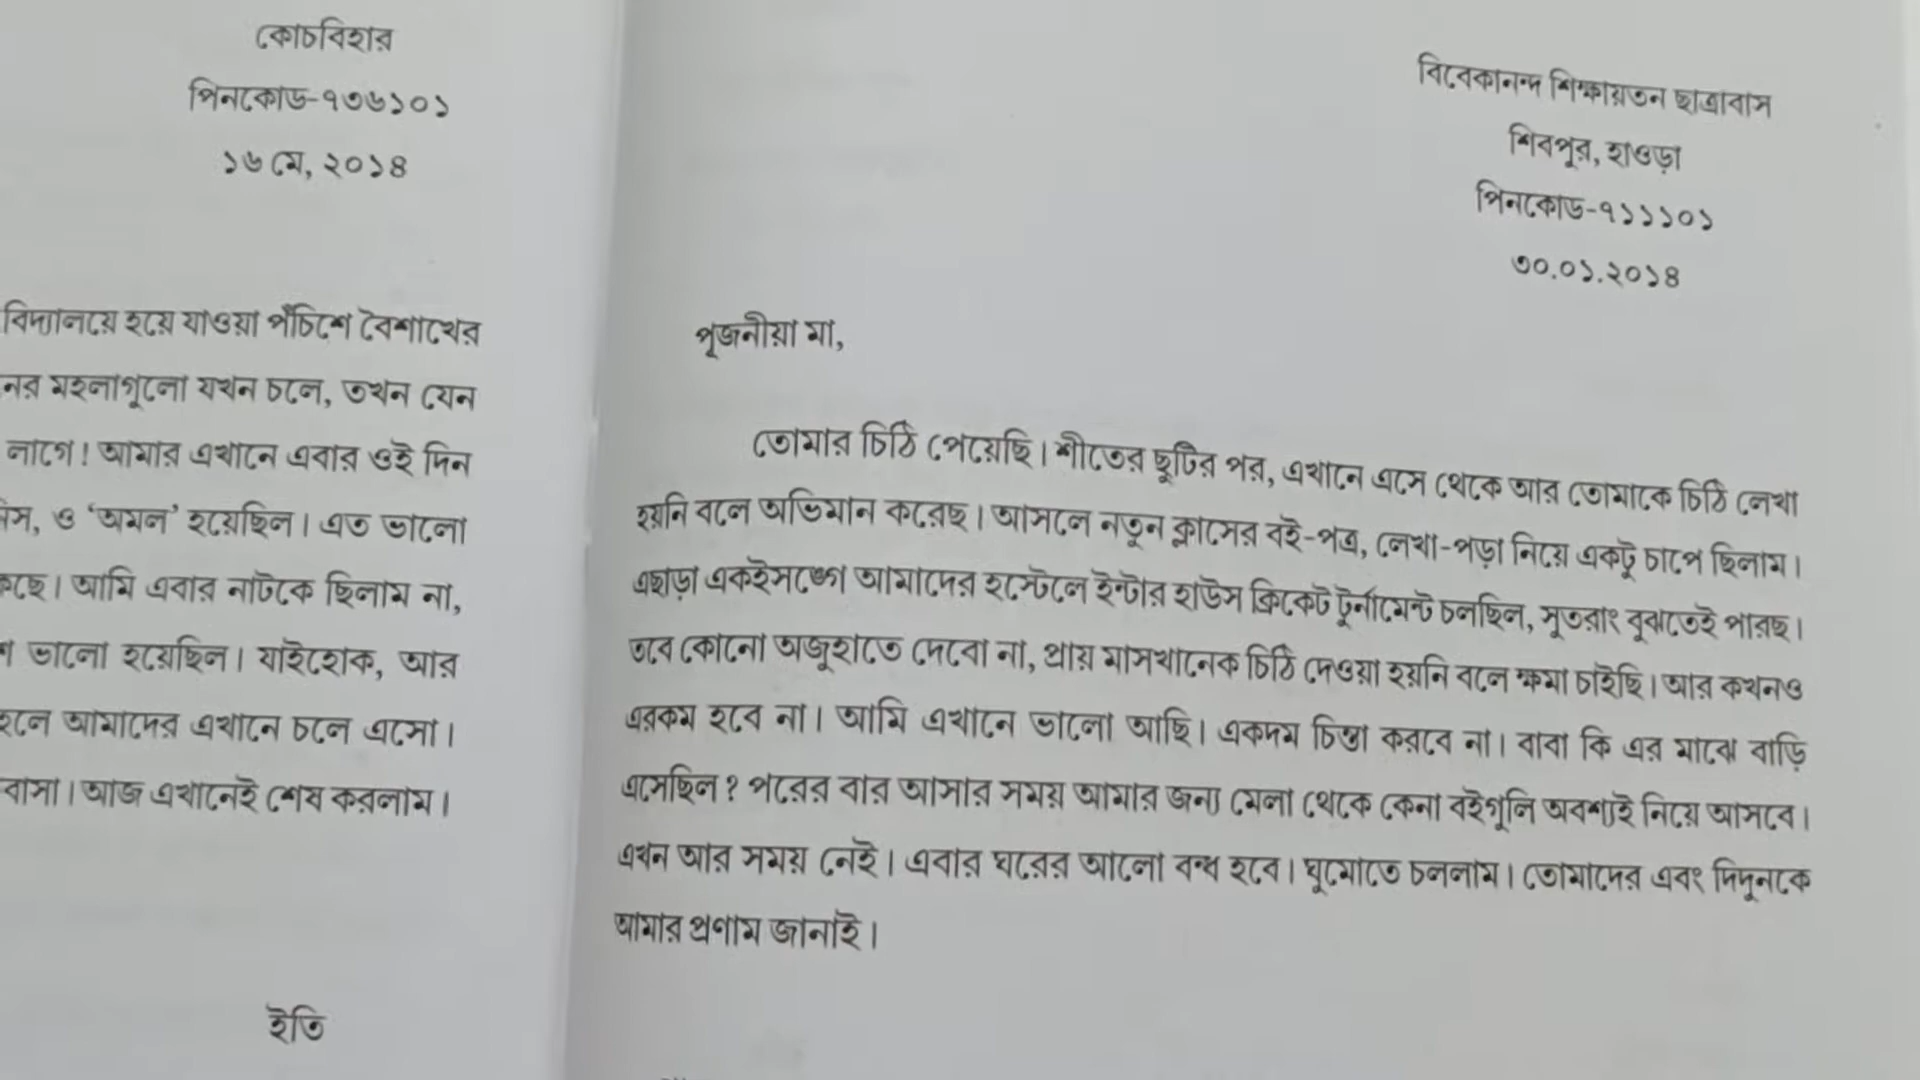 কোচবিহার
পিনকোড-৭৩৬১০১
১৬ মে, ২০১৪
বিদ্যালয়ে হয়ে যাওয়া পঁচিশে বৈশাখের
নর মহলাগুলো যখন চলে, তখন যেন
লাগে! আমার এখানে এবার ওই দিন
ও ‘অমল’ হয়েছিল। এত ভালো
আমি এবার নাটকে ছিলাম না,
ভালো হয়েছিল। যাইহোক, আর
হলে আমাদের এখানে চলে এসো।
বাসা। আজ এখানেই শেষ করলাম।
ইতি
বিবেকানন্দ শিক্ষায়তন ছাত্রাবাস
শিবপুর, হাওড়া
পিনকোড-৭১১১০১
৩০.০১.২০১৪
পূজনীয়া মা,
তোমার চিঠি পেয়েছি। শীতের ছুটির পর, এখানে এসে থেকে আর তোমাকে চিঠি লেখা
হয়নি বলে অভিমান করেছ। আসলে নতুন ক্লাসের বই-পত্র, লেখা-পড়া নিয়ে একটু চাপে ছিলাম।
এছাড়া একইসঙ্গে আমাদের হস্টেলে ইন্টার হাউস ক্রিকেট টুর্নামেন্ট চলছিল, সুতরাং বুঝতেই পারছ।
তবে কোনো অজুহাতে দেবো না, প্রায় মাসখানেক চিঠি দেওয়া হয়নি বলে ক্ষমা চাইছি। আর কখনও
এরকম হবে না। আমি এখানে ভালো আছি। একদম চিন্তা করবে না। বাবা কি এর মাঝে বাড়ি
এসেছিল? পরের বার আসার সময় আমার জন্য মেলা থেকে কেনা বইগুলি অবশ্যই নিয়ে আসবে।
এখন আর সময় নেই। এবার ঘরের আলো বন্ধ হবে। ঘুমোতে চললাম। তোমাদের এবং দিদুনকে
আমার প্রণাম জানাই।